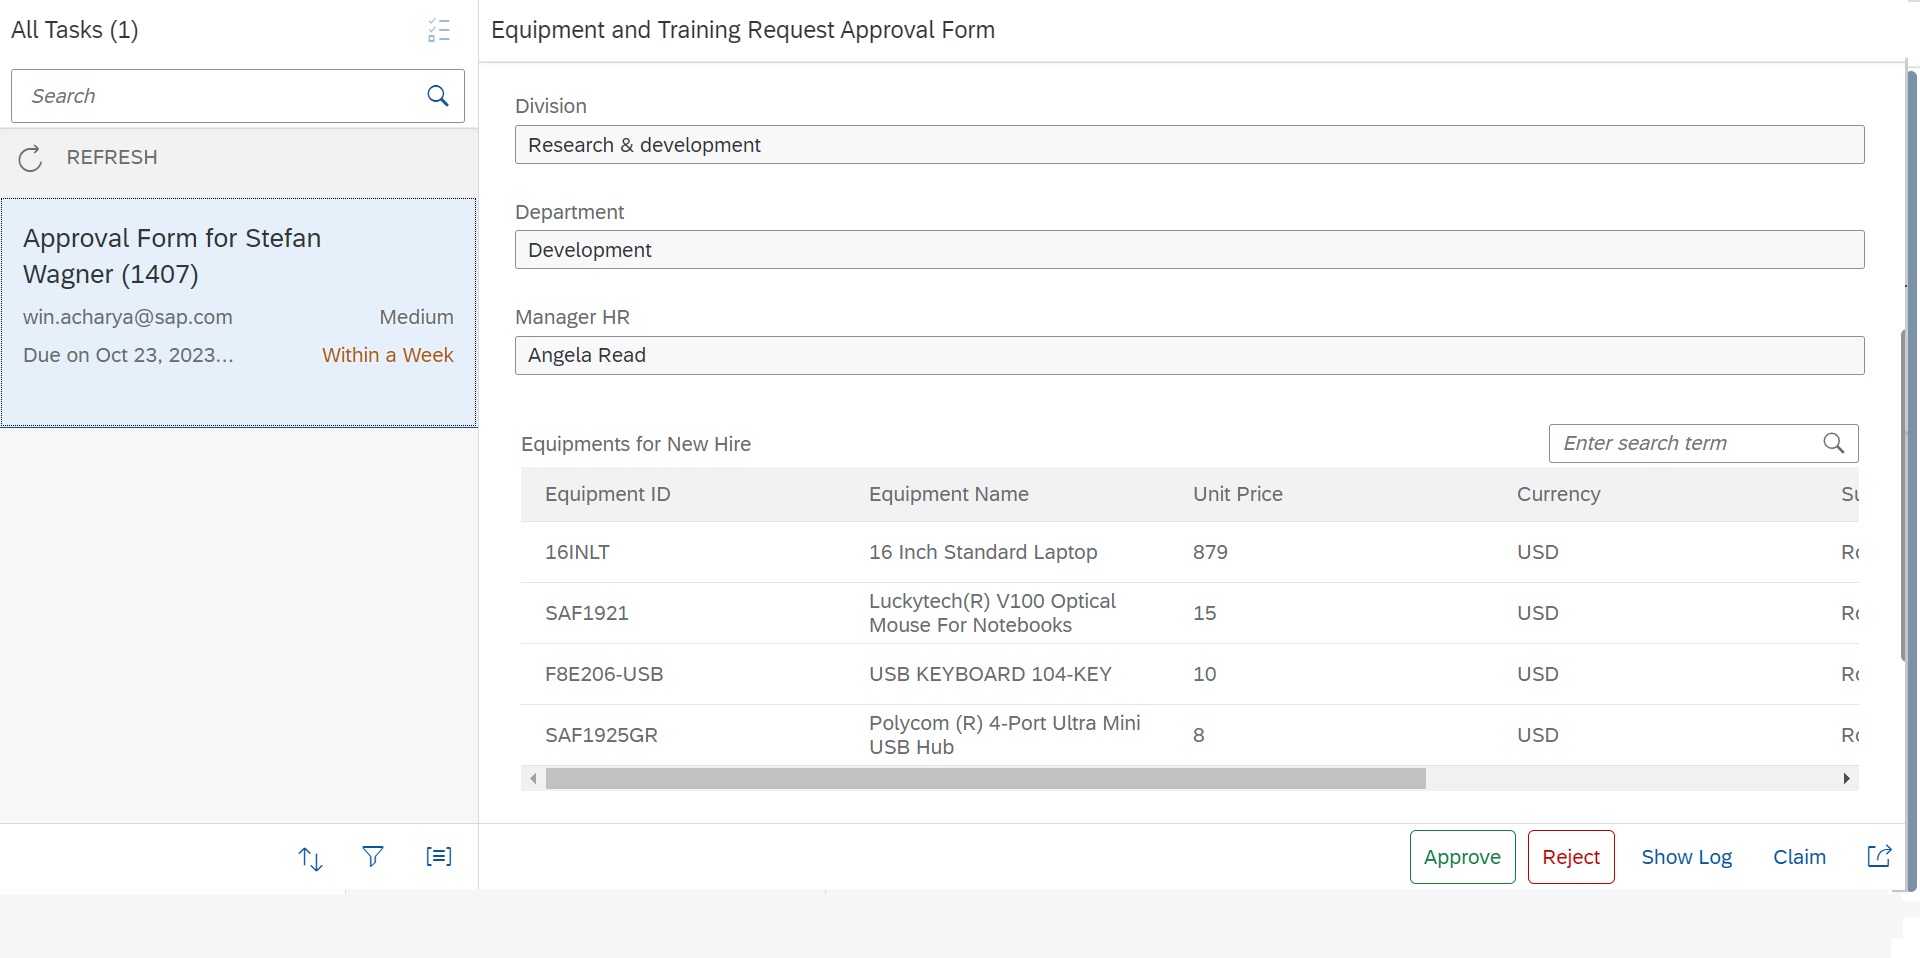 All Tasks (1)
Search
REFRESH
Approval Form for Stefan
Wagner (1407)
win.acharya@sap.com Medium
Due on Oct 23, 2023... Within a Week
Equipment and Training Request Approval Form
Division
Research & development
Department
Development
Manager HR
Angela Read
Equipments for New Hire Enter search term
Equipment ID Equipment Name Unit Price Currency
16INLT 16 Inch Standard Laptop 879 USD
SAF1921 Luckytech(R) V100 Optical
Mouse For Notebooks 15 USD
F8E206-USB USB KEYBOARD 104-KEY 10 USD
SAF1925GR Polycom (R) 4-Port Ultra Mini
USB Hub 8 USD
Approve Reject Show Log Claim